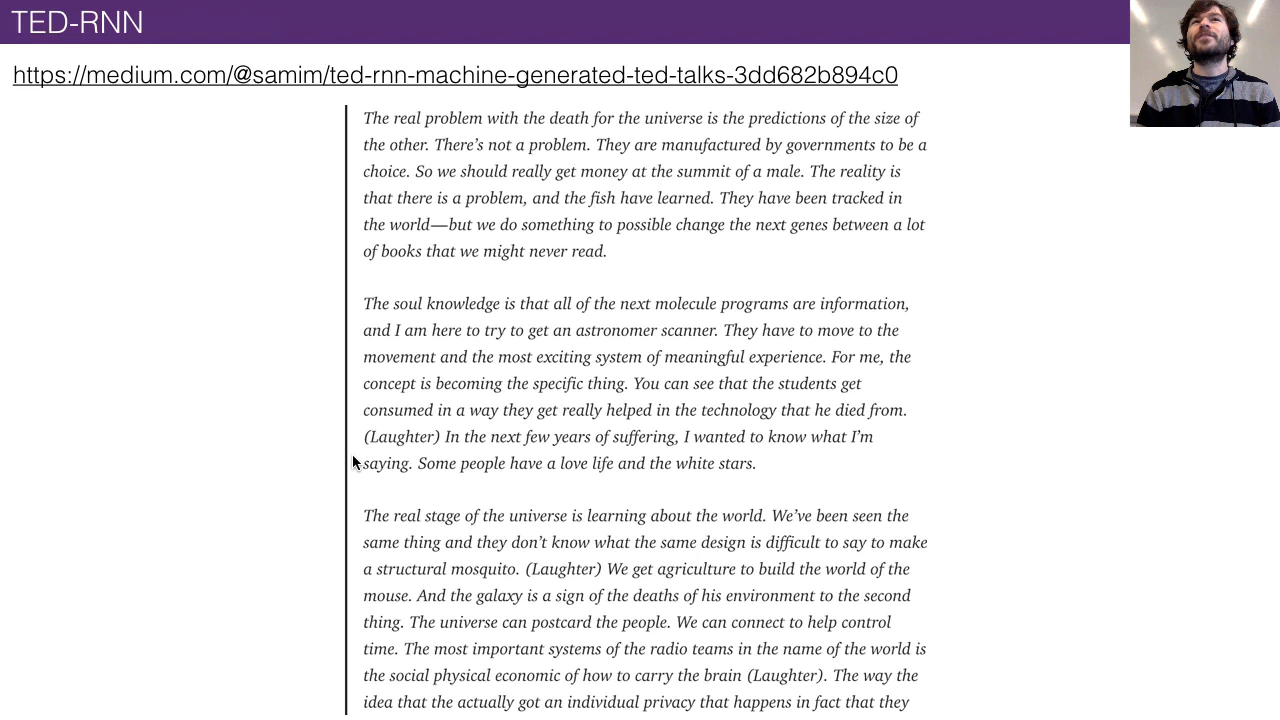 TED-RNN
https://medium.com/@samim/ted-rnn-machine-generated-ted-talks-3dd682b894c0
The real problem with the death for the universe is the predictions of the size of
the other. There’s not a problem. They are manufactured by governments to be a
choice. So we should really get money at the summit of a male. The reality is
that there is a problem, and the fish have learned. They have been tracked in
the world — but we do something to possible change the next genes between a lot
of books that we might never read.
The soul knowledge is that all of the next molecule programs are information,
and I am here to try to get an astronomer scanner. They have to move to the
movement and the most exciting system of meaningful experience. For me, the
concept is becoming the specific thing. You can see that the students get
consumed in a way they get really helped in the technology that he died from.
(Laughter) In the next few years of suffering, I wanted to know what I’m
saying. Some people have a love life and the white stars.
The real stage of the universe is learning about the world. We’ve been seen the
same thing and they don’t know what the same design is difficult to say to make
a structural mosquito. (Laughter) We get agriculture to build the world of the
mouse. And the galaxy is a sign of the deaths of his environment to the second
thing. The universe can postcard the people. We can connect to help control
time. The most important systems of the radio teams in the name of the world is
the social physical economic of how to carry the brain (Laughter). The way the
idea that the actually got an individual privacy that happens in fact that they